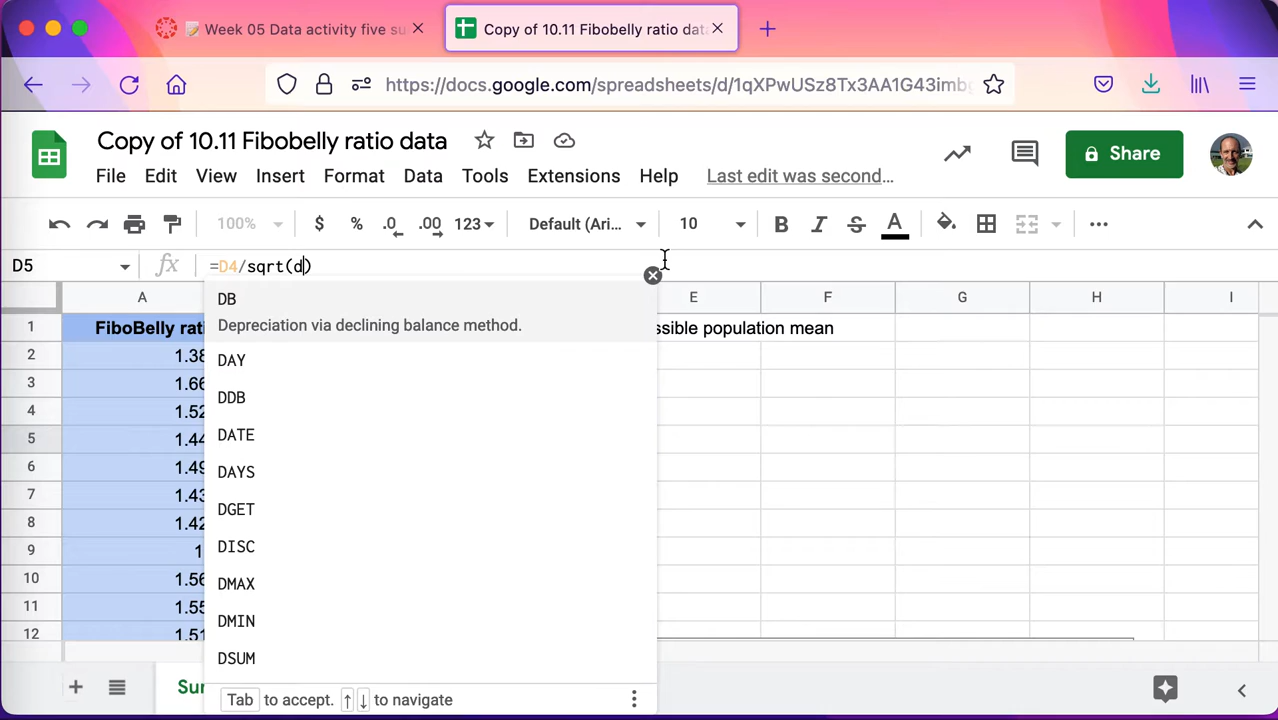 Week 05 Data activity five su
Copy of 10.11 Fibobelly ratio data
https://docs.google.com/spreadsheets/d/1qXPwUSz8Tx3AA1G43imbg
Copy of 10.11 Fibobelly ratio data
File Edit View Insert Format Data Tools Extensions Help Last edit was second...
Share
100% $ % .0 .00 123 Default (Ari... 10 B I S A
D5 fx =D4/sqrt(d)
A E F G H I
1 FiboBelly rati ssible population mean
2 1.38
3 1.66
4 1.52
5 1.44
6 1.49
7 1.43
8 1.42
9 1
10 1.56
11 1.55
12 1.51
DB
Depreciation via declining balance method.
DAY
DDB
DATE
DAYS
DGET
DISC
DMAX
DMIN
DSUM
Tab to accept. ↑ ↓ to navigate
Sur